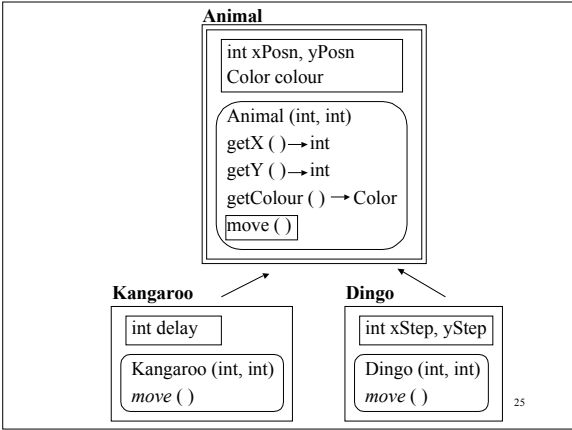 Animal
int xPosn, yPosn
Color colour
Animal (int, int)
getX ( )→int
getY ( )→int
getColour ( ) → Color
move ( )
Kangaroo
int delay
Kangaroo (int, int)
move ( )
Dingo
int xStep, yStep
Dingo (int, int)
move ( )
25